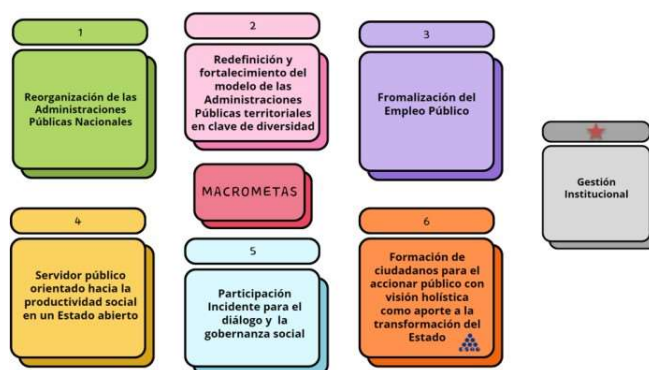 1
Reorganización de las
Administraciones
Públicas Nacionales
2
Redefinición y
fortalecimiento del
modelo de las
Administraciones
Públicas territoriales
en clave de diversidad
3
Fromalización del
Empleo Público
MACROMETAS
Gestión
Institucional
4
Servidor público
orientado hacia la
productividad social
en un Estado abierto
5
Participación
Incidente para el
diálogo y la
gobernanza social
6
Formación de
ciudadanos para el
accionar público con
visión holística
como aporte a la
transformación del
Estado